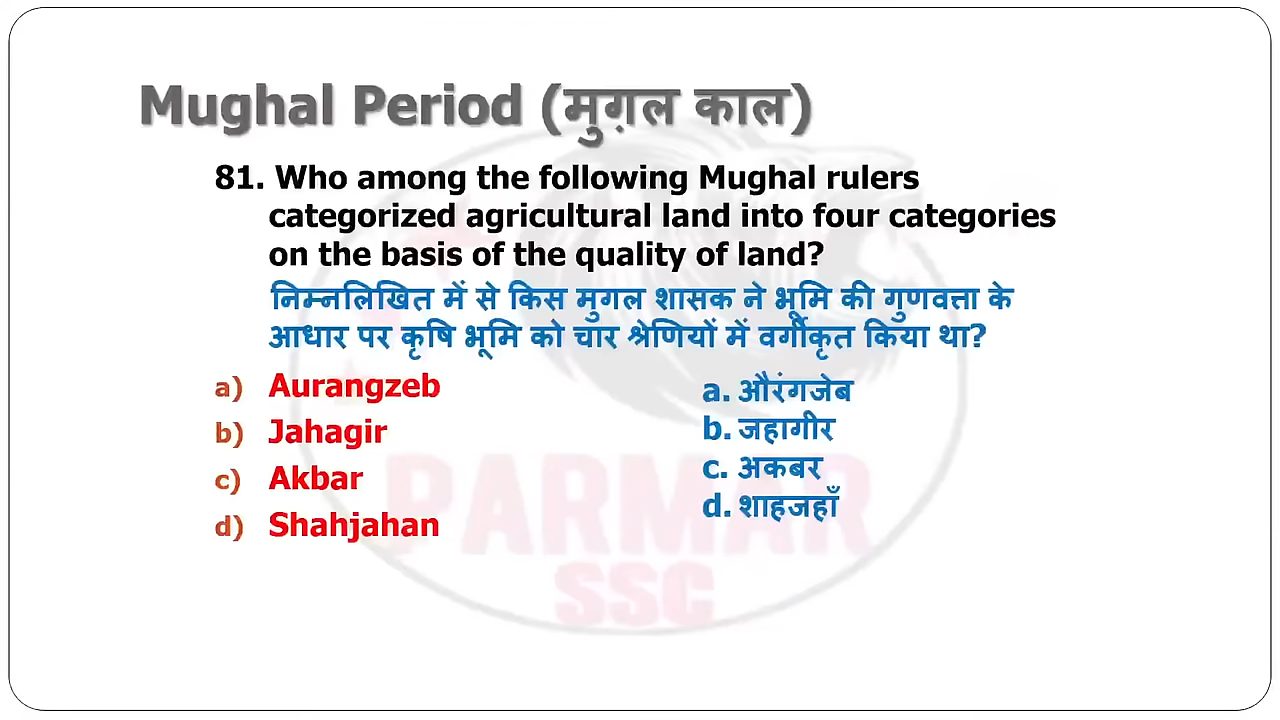 Mughal Period (मुग़ल काल)
81. Who among the following Mughal rulers
categorized agricultural land into four categories
on the basis of the quality of land?
निम्नलिखित में से किस मुगल शासक ने भूमि की गुणवत्ता के
आधार पर कृषि भूमि को चार श्रेणियों में वर्गीकृत किया था?
a) Aurangzeb
b) Jahagir
c) Akbar
d) Shahjahan
a. औरंगजेब
b. जहागीर
c. अकबर
d. शाहजहाँ
PARMAR
SSC